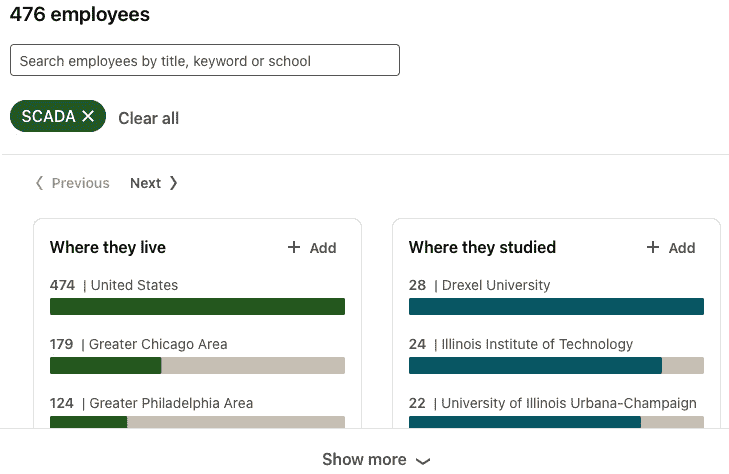 476 employees
Search employees by title, keyword or school
SCADA ✕ Clear all
Previous Next
Where they live + Add
474 | United States
179 | Greater Chicago Area
124 | Greater Philadelphia Area
Where they studied + Add
28 | Drexel University
24 | Illinois Institute of Technology
22 | University of Illinois Urbana-Champaign
Show more